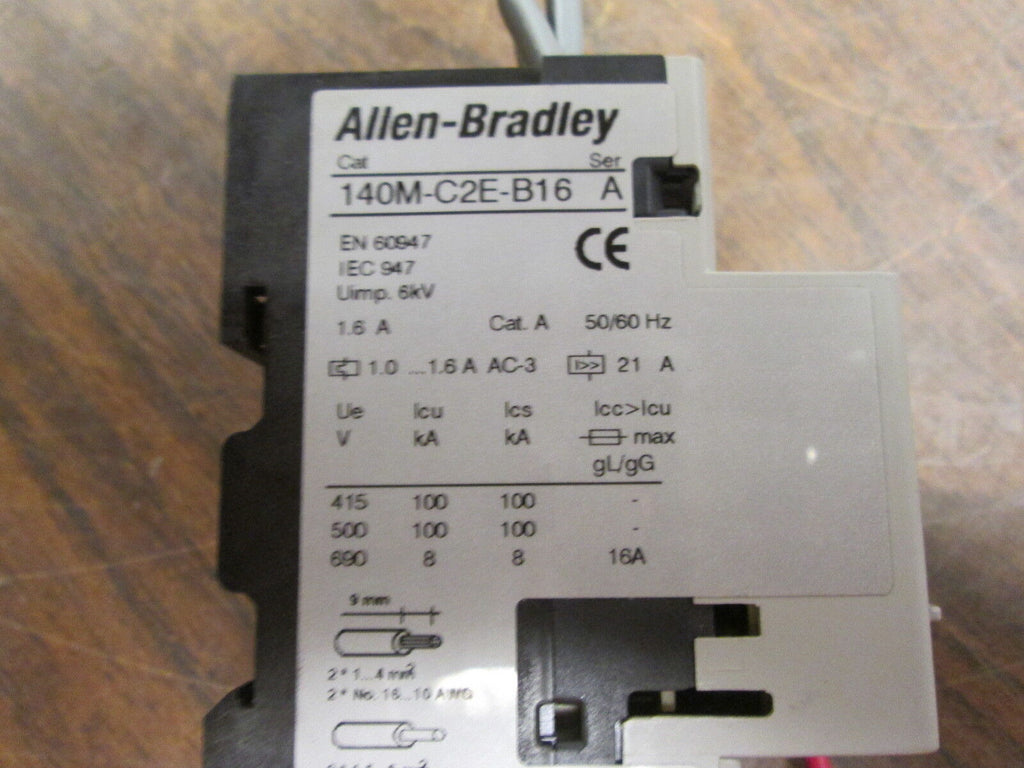 Allen-Bradley
Cat Ser
140M-C2E-B16 A
EN 60947
IEC 947
Uimp. 6kV
1.6 A Cat. A 50/60 Hz
1.0 ....1.6 A AC-3 I>> 21 A
Ue Icu Ics Icc>Icu
V kA kA max
gL/gG
415 100 100 -
500 100 100 -
690 8 8 16A
9 mm
2 * 1...4 mm²
2 * No. 16...10 AWG